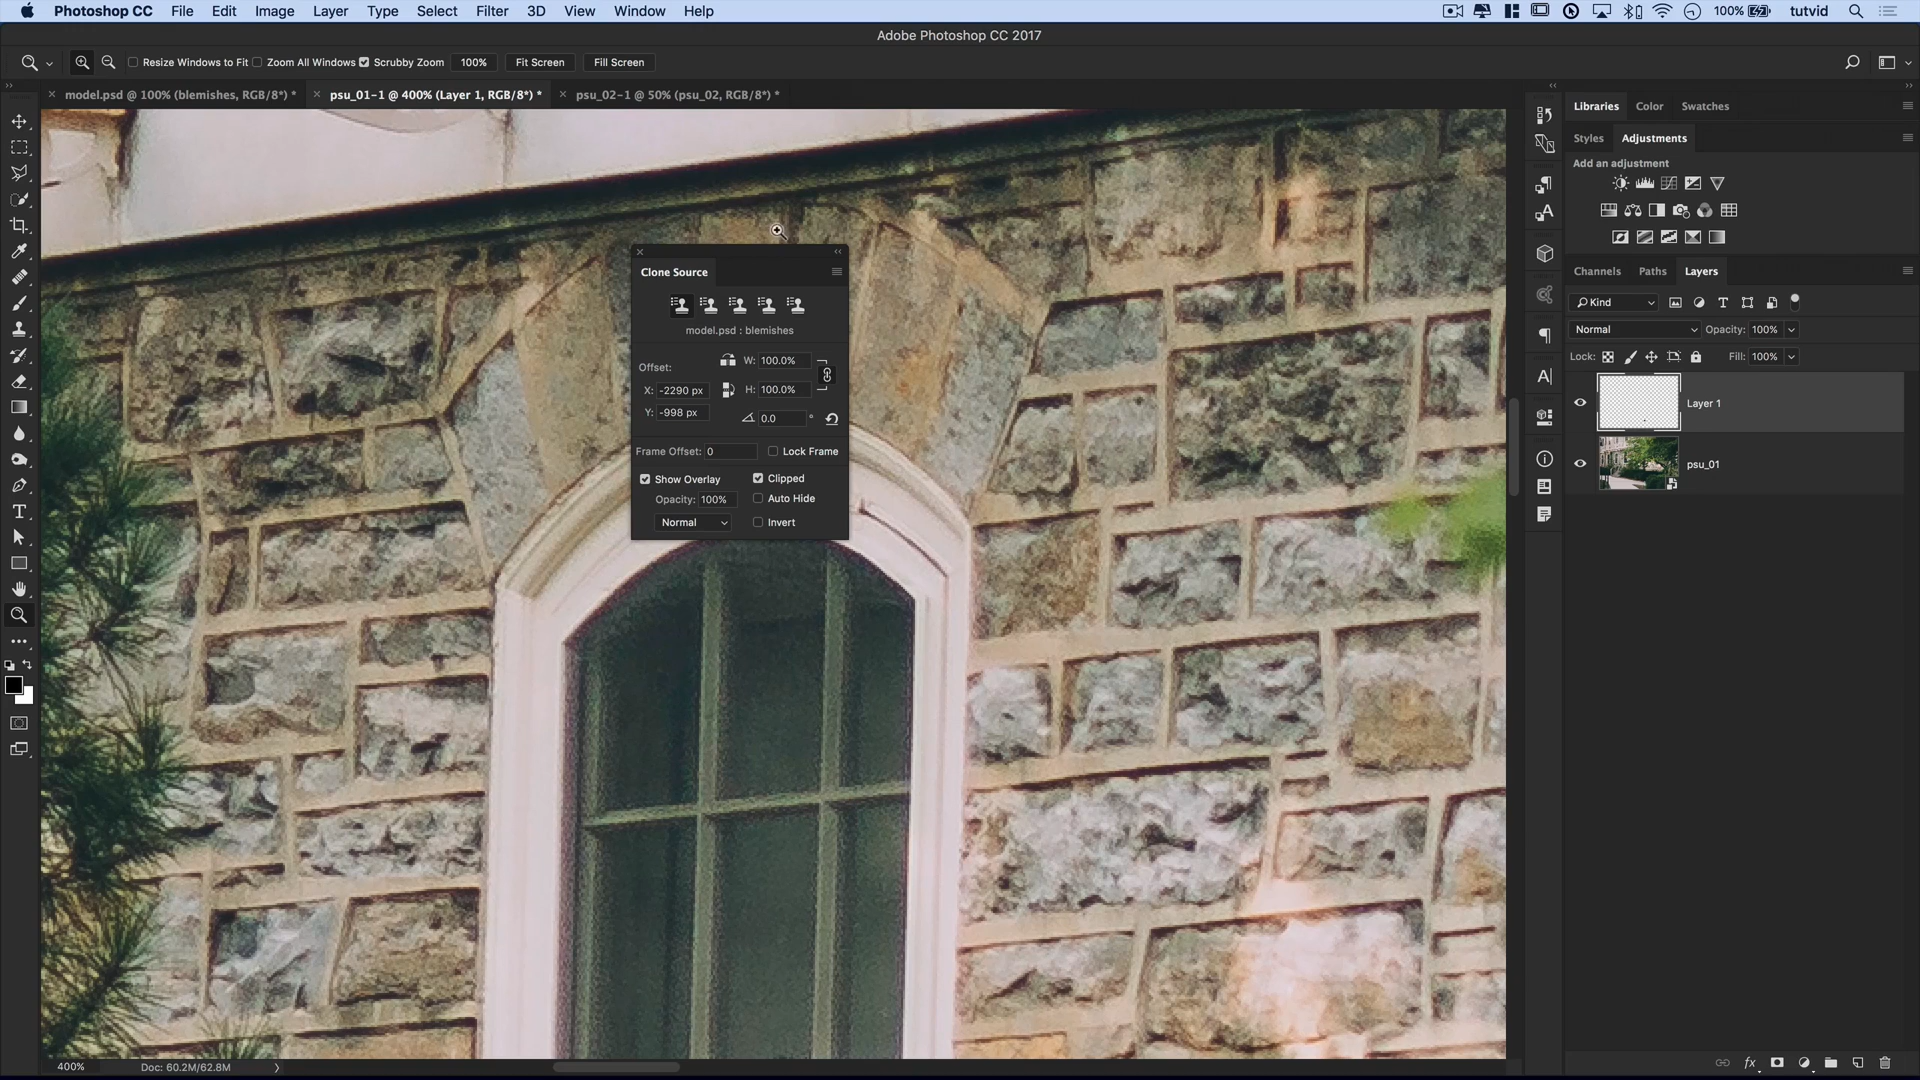 Photoshop CC File Edit Image Layer Type Select Filter 3D View Window Help 100% tutvid
Adobe Photoshop CC 2017
Resize Windows to Fit Zoom All Windows Scrubby Zoom 100% Fit Screen Fill Screen
model.psd @ 100% (blemishes, RGB/8*) * psu_01-1 @ 400% (Layer 1, RGB/8*) * psu_02-1 @ 50% (psu_02, RGB/8*) *
Libraries Color Swatches
Styles Adjustments
Add an adjustment
Channels Paths Layers
Kind
Normal Opacity: 100%
Lock: Fill: 100%
Layer 1
psu_01
Clone Source
model.psd : blemishes
Offset: W: 100.0%
X: -2290 px H: 100.0%
Y: -998 px 0.0 °
Frame Offset: 0 Lock Frame
Show Overlay Clipped
Opacity: 100% Auto Hide
Normal Invert
400% Doc: 60.2M/62.8M